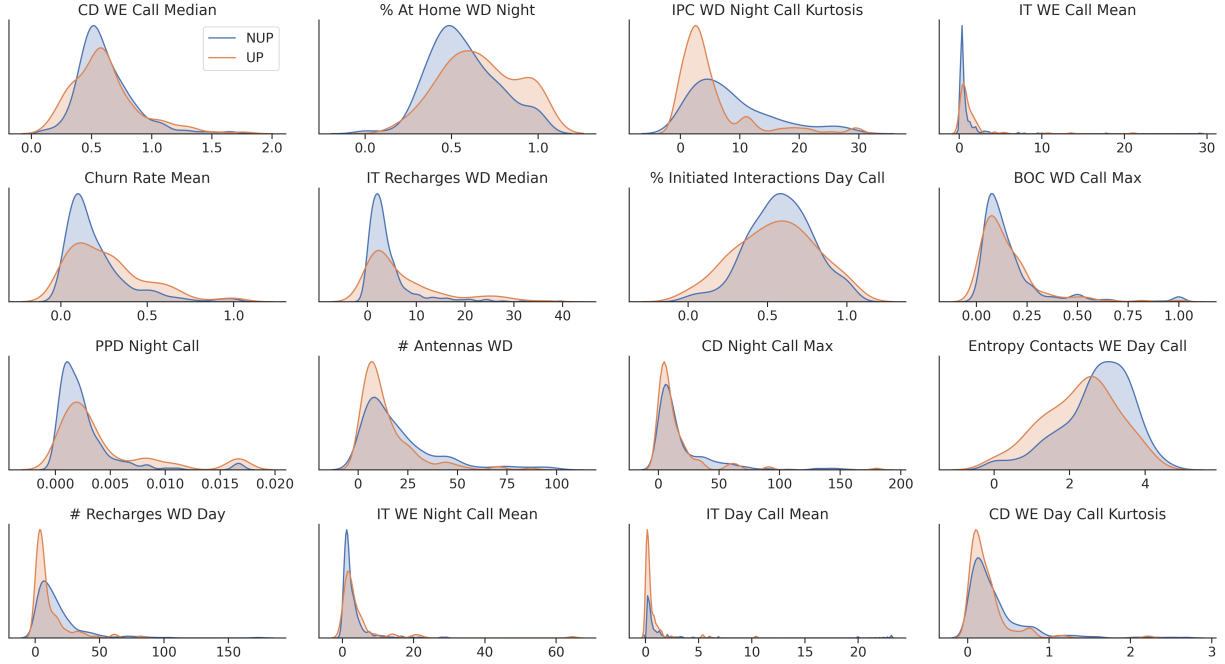 CD WE Call Median
NUP
UP
0.0 0.5 1.0 1.5 2.0
% At Home WD Night
0.0 0.5 1.0
IPC WD Night Call Kurtosis
0 10 20 30
IT WE Call Mean
0 10 20 30
Churn Rate Mean
0.0 0.5 1.0
IT Recharges WD Median
0 10 20 30 40
% Initiated Interactions Day Call
0.0 0.5 1.0
BOC WD Call Max
0.00 0.25 0.50 0.75 1.00
PPD Night Call
0.000 0.005 0.010 0.015 0.020
# Antennas WD
0 25 50 75 100
CD Night Call Max
0 50 100 150 200
Entropy Contacts WE Day Call
0 2 4
# Recharges WD Day
0 50 100 150
IT WE Night Call Mean
0 20 40 60
IT Day Call Mean
0 5 10 15 20
CD WE Day Call Kurtosis
0 1 2 3